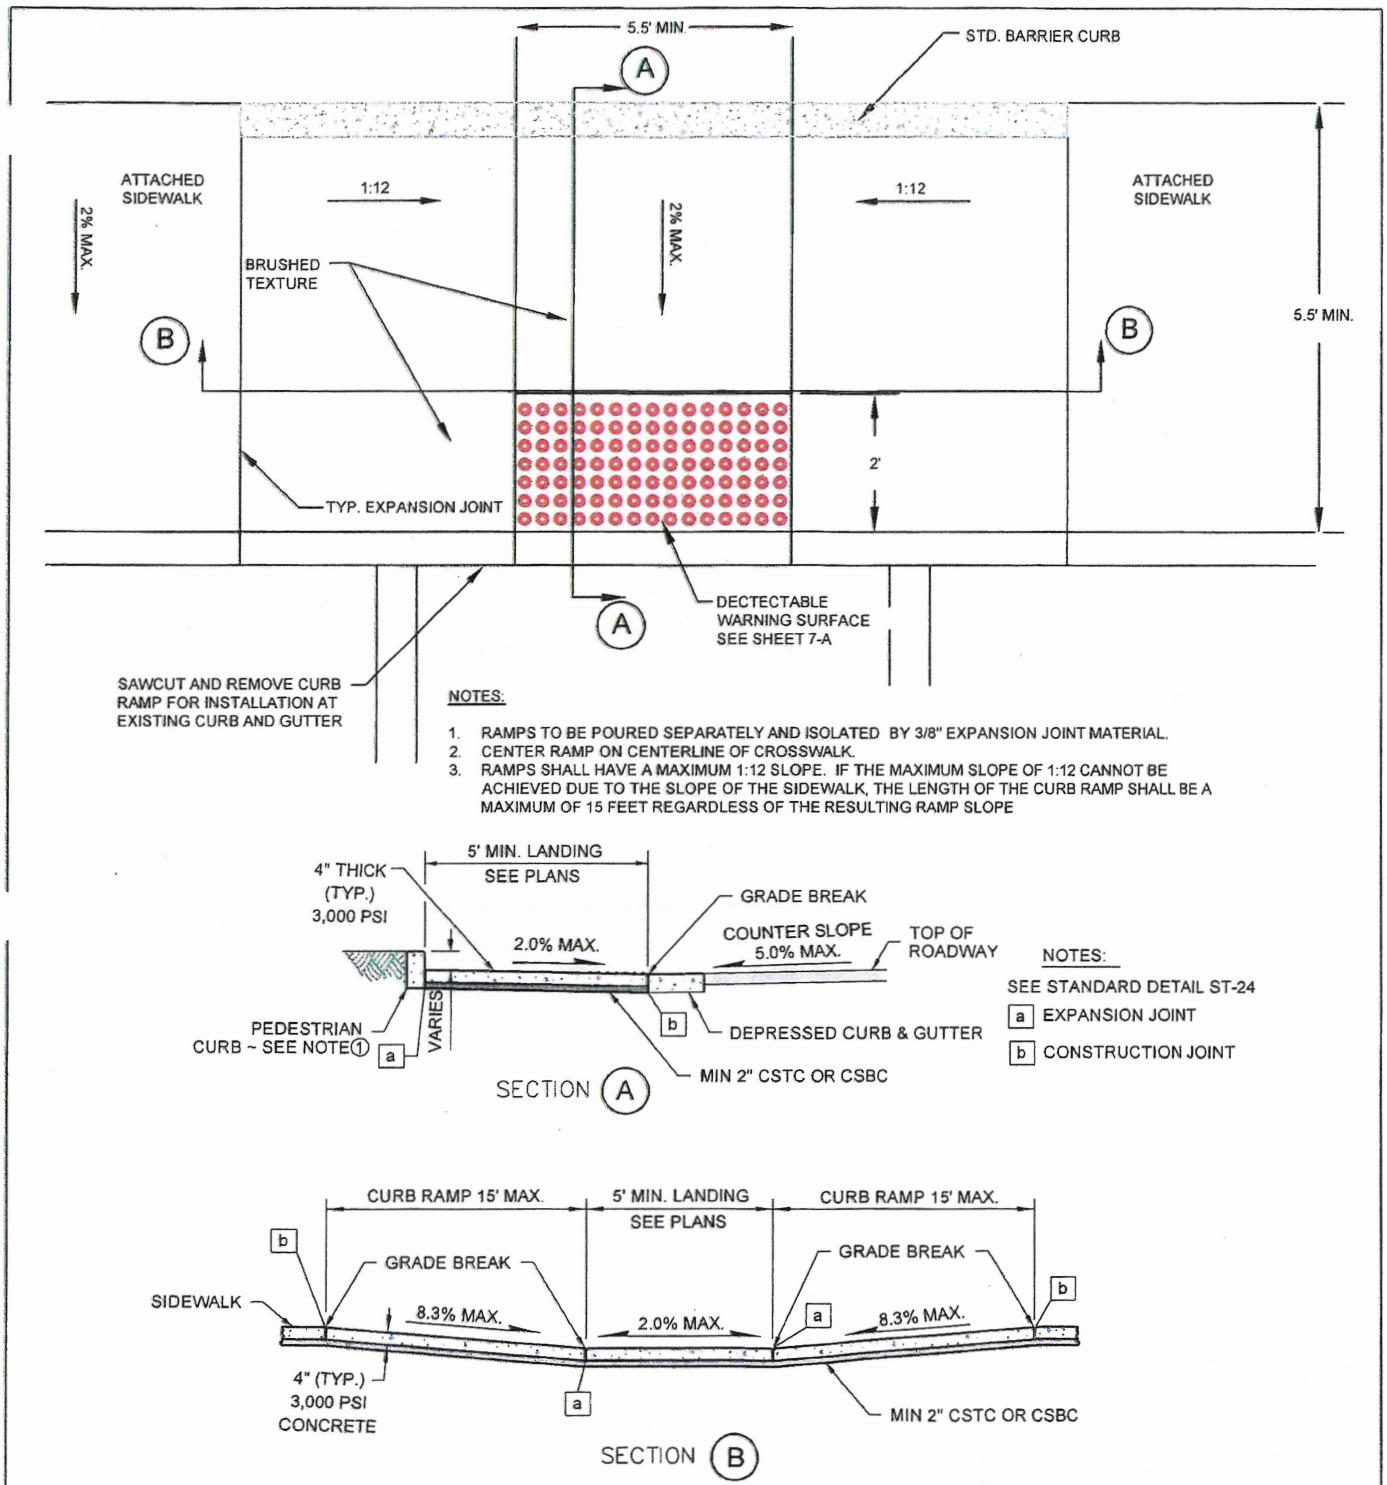 5.5' MIN.
A
STD. BARRIER CURB
ATTACHED
SIDEWALK
1:12
1:12
ATTACHED
SIDEWALK
2% MAX.
2% MAX.
BRUSHED
TEXTURE
B
B
5.5' MIN.
2'
TYP. EXPANSION JOINT
DECTECTABLE
WARNING SURFACE
SEE SHEET 7-A
A
SAWCUT AND REMOVE CURB
RAMP FOR INSTALLATION AT
EXISTING CURB AND GUTTER
NOTES:
1. RAMPS TO BE POURED SEPARATELY AND ISOLATED BY 3/8" EXPANSION JOINT MATERIAL.
2. CENTER RAMP ON CENTERLINE OF CROSSWALK.
3. RAMPS SHALL HAVE A MAXIMUM 1:12 SLOPE. IF THE MAXIMUM SLOPE OF 1:12 CANNOT BE
ACHIEVED DUE TO THE SLOPE OF THE SIDEWALK, THE LENGTH OF THE CURB RAMP SHALL BE A
MAXIMUM OF 15 FEET REGARDLESS OF THE RESULTING RAMP SLOPE
5' MIN. LANDING
SEE PLANS
4" THICK
(TYP.)
3,000 PSI
GRADE BREAK
2.0% MAX.
COUNTER SLOPE
5.0% MAX.
TOP OF
ROADWAY
VARIES
PEDESTRIAN
CURB ~ SEE NOTE ①
a
b
DEPRESSED CURB & GUTTER
MIN 2" CSTC OR CSBC
SECTION A
NOTES:
SEE STANDARD DETAIL ST-24
a EXPANSION JOINT
b CONSTRUCTION JOINT
CURB RAMP 15' MAX.
5' MIN. LANDING
SEE PLANS
CURB RAMP 15' MAX.
b
GRADE BREAK
GRADE BREAK
b
SIDEWALK
8.3% MAX.
2.0% MAX.
a
8.3% MAX.
4" (TYP.)
3,000 PSI
CONCRETE
a
MIN 2" CSTC OR CSBC
SECTION B